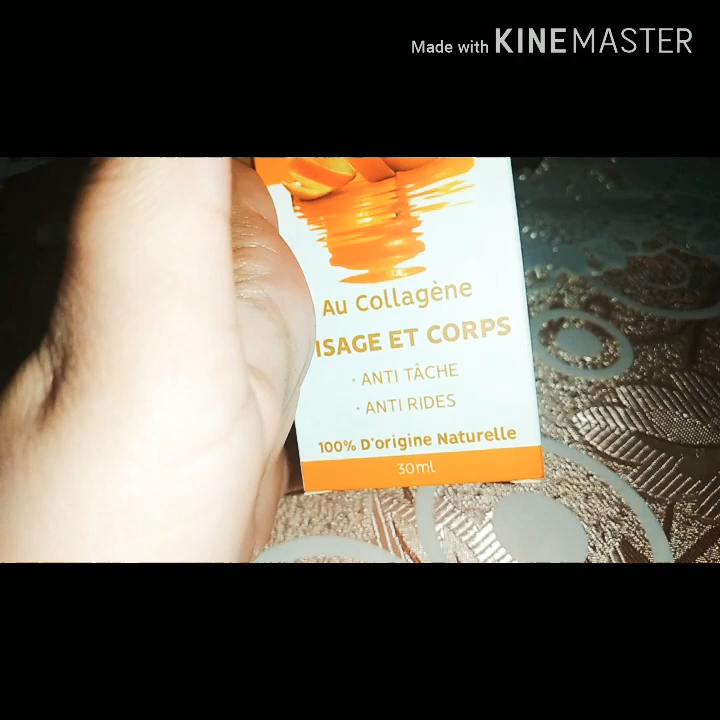 Made with KINEMASTER
Au Collagène
ISAGE ET CORPS
· ANTI TÂCHE
· ANTI RIDES
100% D'origine Naturelle
30ml